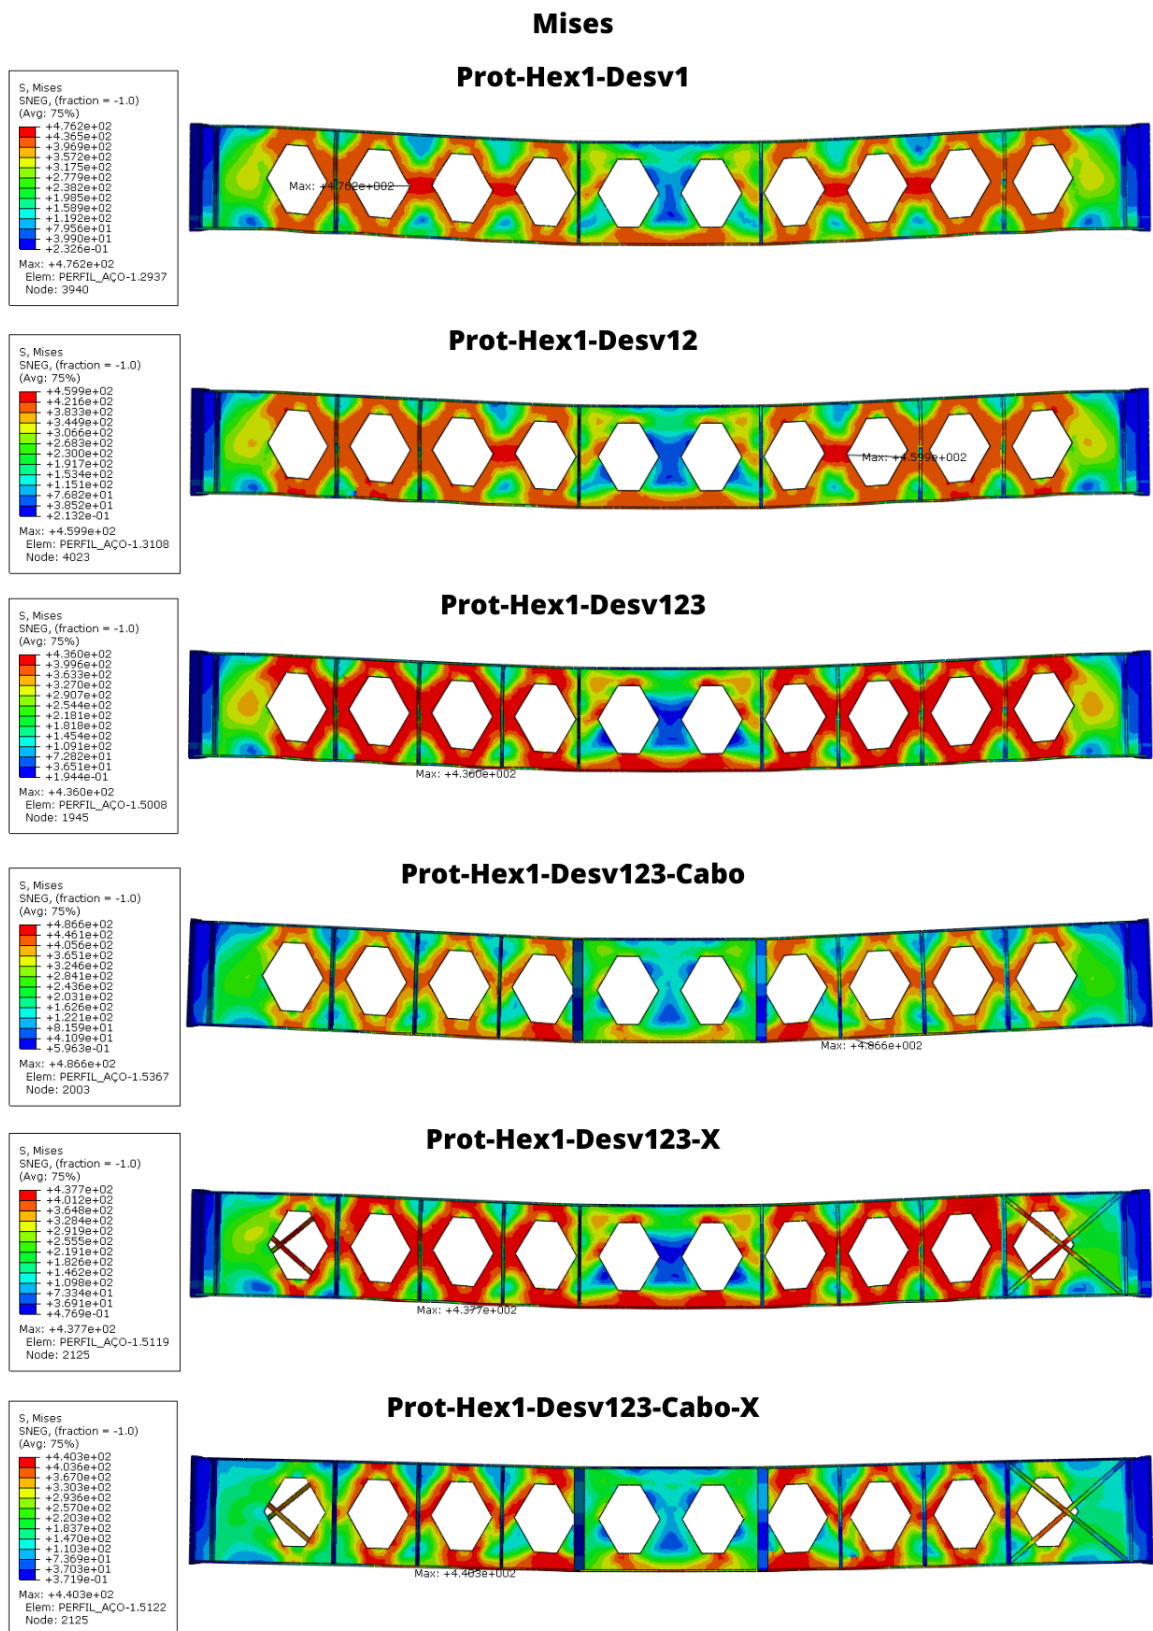 Mises
Prot-Hex1-Desv1
S, Mises
SNEG, (fraction = -1.0)
(Avg: 75%)
+4.762e+02
+4.365e+02
+3.969e+02
+3.572e+02
+3.175e+02
+2.779e+02
+2.382e+02
+1.985e+02
+1.589e+02
+1.192e+02
+7.956e+01
+3.990e+01
+2.326e-01
Max: +4.762e+02
Elem: PERFIL_AÇO-1.2937
Node: 3940
Max: +4.762e+002
Prot-Hex1-Desv12
S, Mises
SNEG, (fraction = -1.0)
(Avg: 75%)
+4.599e+02
+4.216e+02
+3.833e+02
+3.449e+02
+3.066e+02
+2.683e+02
+2.300e+02
+1.917e+02
+1.534e+02
+1.151e+02
+7.682e+01
+3.852e+01
+2.132e-01
Max: +4.599e+02
Elem: PERFIL_AÇO-1.3108
Node: 4023
Max: +4.599e+002
Prot-Hex1-Desv123
S, Mises
SNEG, (fraction = -1.0)
(Avg: 75%)
+4.360e+02
+3.996e+02
+3.633e+02
+3.270e+02
+2.907e+02
+2.544e+02
+2.181e+02
+1.818e+02
+1.454e+02
+1.091e+02
+7.282e+01
+3.651e+01
+1.944e-01
Max: +4.360e+02
Elem: PERFIL_AÇO-1.5008
Node: 1945
Max: +4.360e+002
Prot-Hex1-Desv123-Cabo
S, Mises
SNEG, (fraction = -1.0)
(Avg: 75%)
+4.866e+02
+4.461e+02
+4.056e+02
+3.651e+02
+3.246e+02
+2.841e+02
+2.436e+02
+2.031e+02
+1.626e+02
+1.221e+02
+8.159e+01
+4.109e+01
+5.963e-01
Max: +4.866e+02
Elem: PERFIL_AÇO-1.5367
Node: 2003
Max: +4.866e+002
Prot-Hex1-Desv123-X
S, Mises
SNEG, (fraction = -1.0)
(Avg: 75%)
+4.377e+02
+4.012e+02
+3.648e+02
+3.284e+02
+2.919e+02
+2.555e+02
+2.191e+02
+1.826e+02
+1.462e+02
+1.098e+02
+7.334e+01
+3.691e+01
+4.769e-01
Max: +4.377e+02
Elem: PERFIL_AÇO-1.5119
Node: 2125
Max: +4.377e+002
Prot-Hex1-Desv123-Cabo-X
S, Mises
SNEG, (fraction = -1.0)
(Avg: 75%)
+4.403e+02
+4.036e+02
+3.670e+02
+3.303e+02
+2.936e+02
+2.570e+02
+2.203e+02
+1.837e+02
+1.470e+02
+1.103e+02
+7.369e+01
+3.703e+01
+3.719e-01
Max: +4.403e+02
Elem: PERFIL_AÇO-1.5122
Node: 2125
Max: +4.403e+002